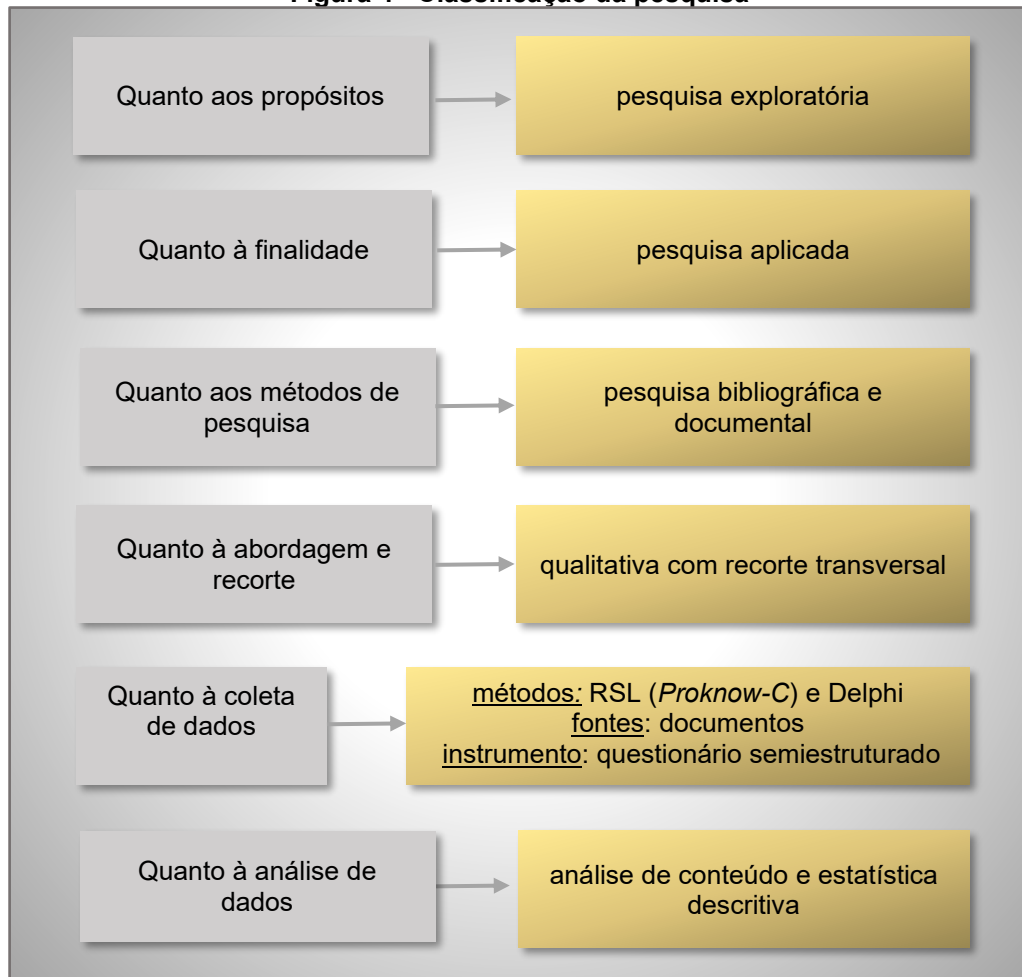 Quanto aos propósitos
pesquisa exploratória
Quanto à finalidade
pesquisa aplicada
Quanto aos métodos de
pesquisa
pesquisa bibliográfica e
documental
Quanto à abordagem e
recorte
qualitativa com recorte transversal
Quanto à coleta
de dados
métodos: RSL (Proknow-C) e Delphi
fontes: documentos
instrumento: questionário semiestruturado
Quanto à análise de
dados
análise de conteúdo e estatística
descritiva